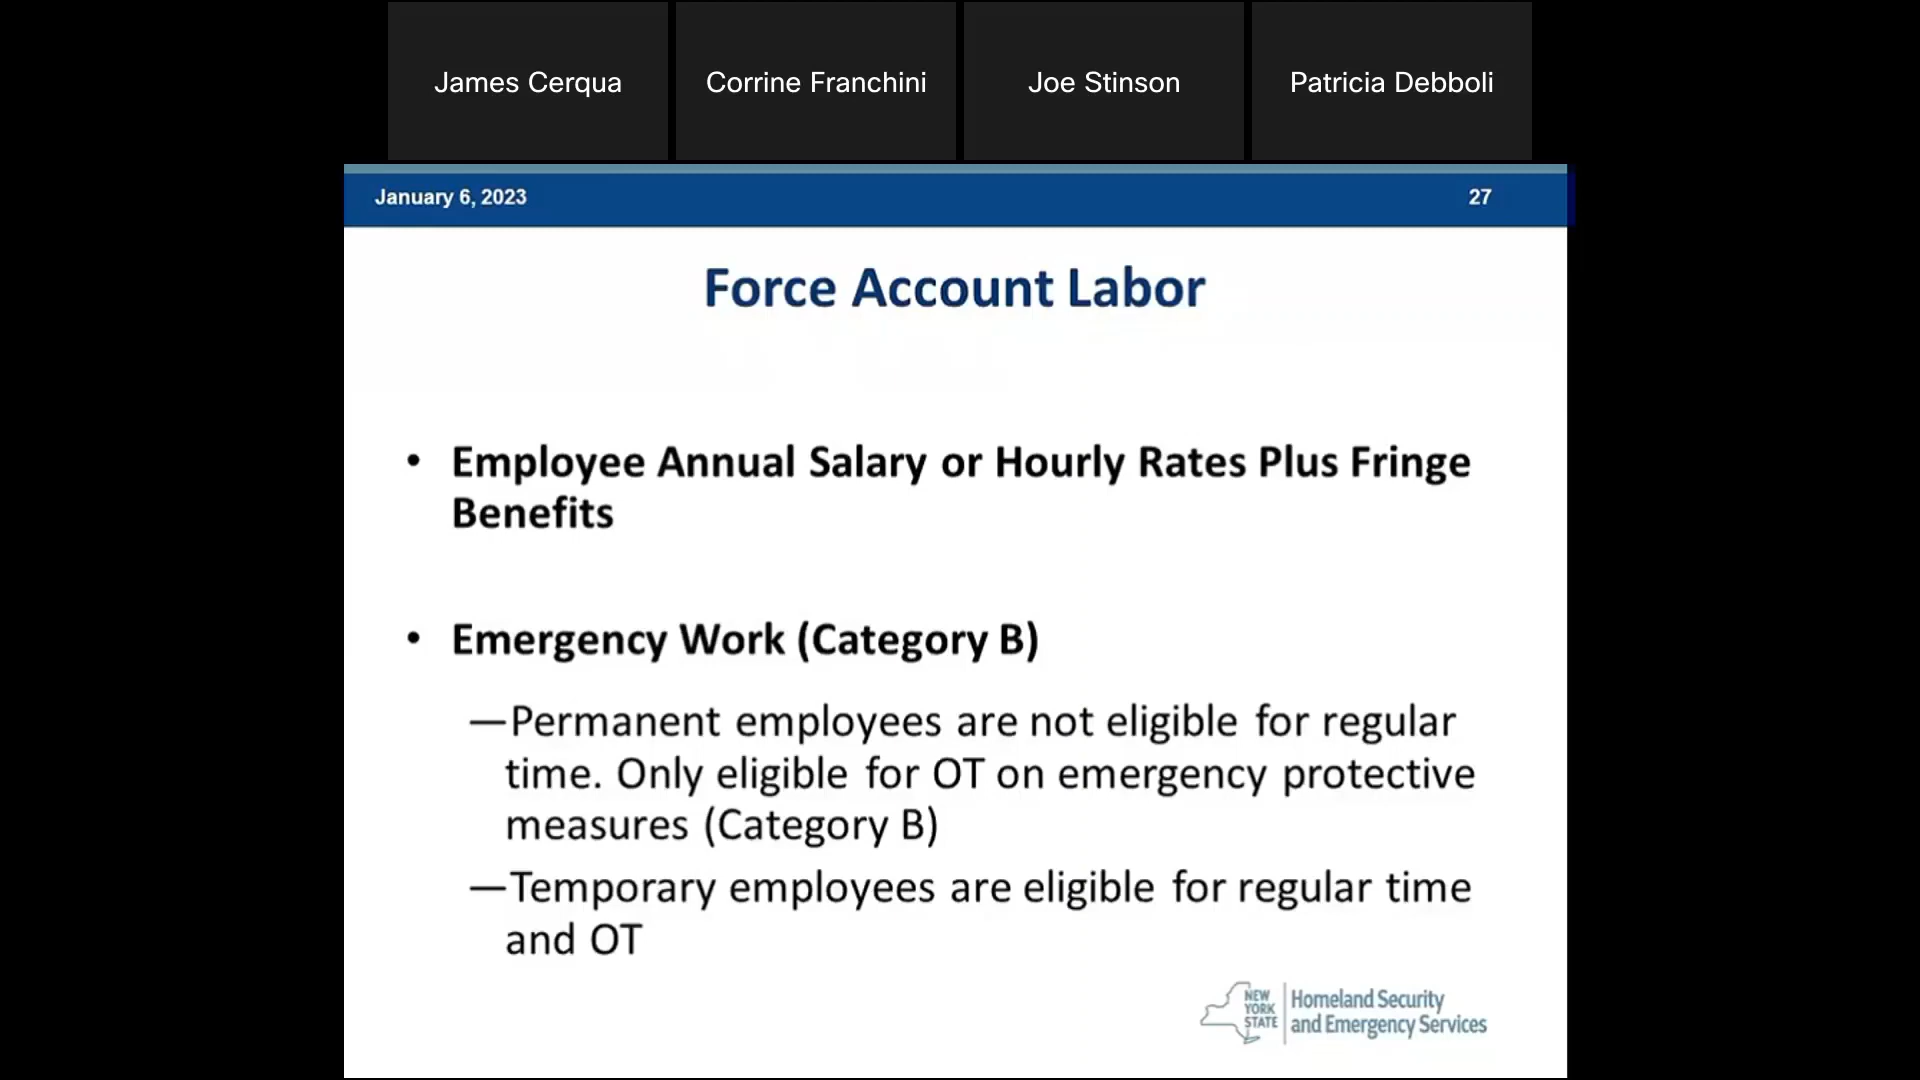 James Cerqua
Corrine Franchini
Joe Stinson
Patricia Debboli
January 6, 2023
27
Force Account Labor
• Employee Annual Salary or Hourly Rates Plus Fringe
Benefits
• Emergency Work (Category B)
—Permanent employees are not eligible for regular
time. Only eligible for OT on emergency protective
measures (Category B)
—Temporary employees are eligible for regular time
and OT
NEW
YORK
STATE
Homeland Security
and Emergency Services